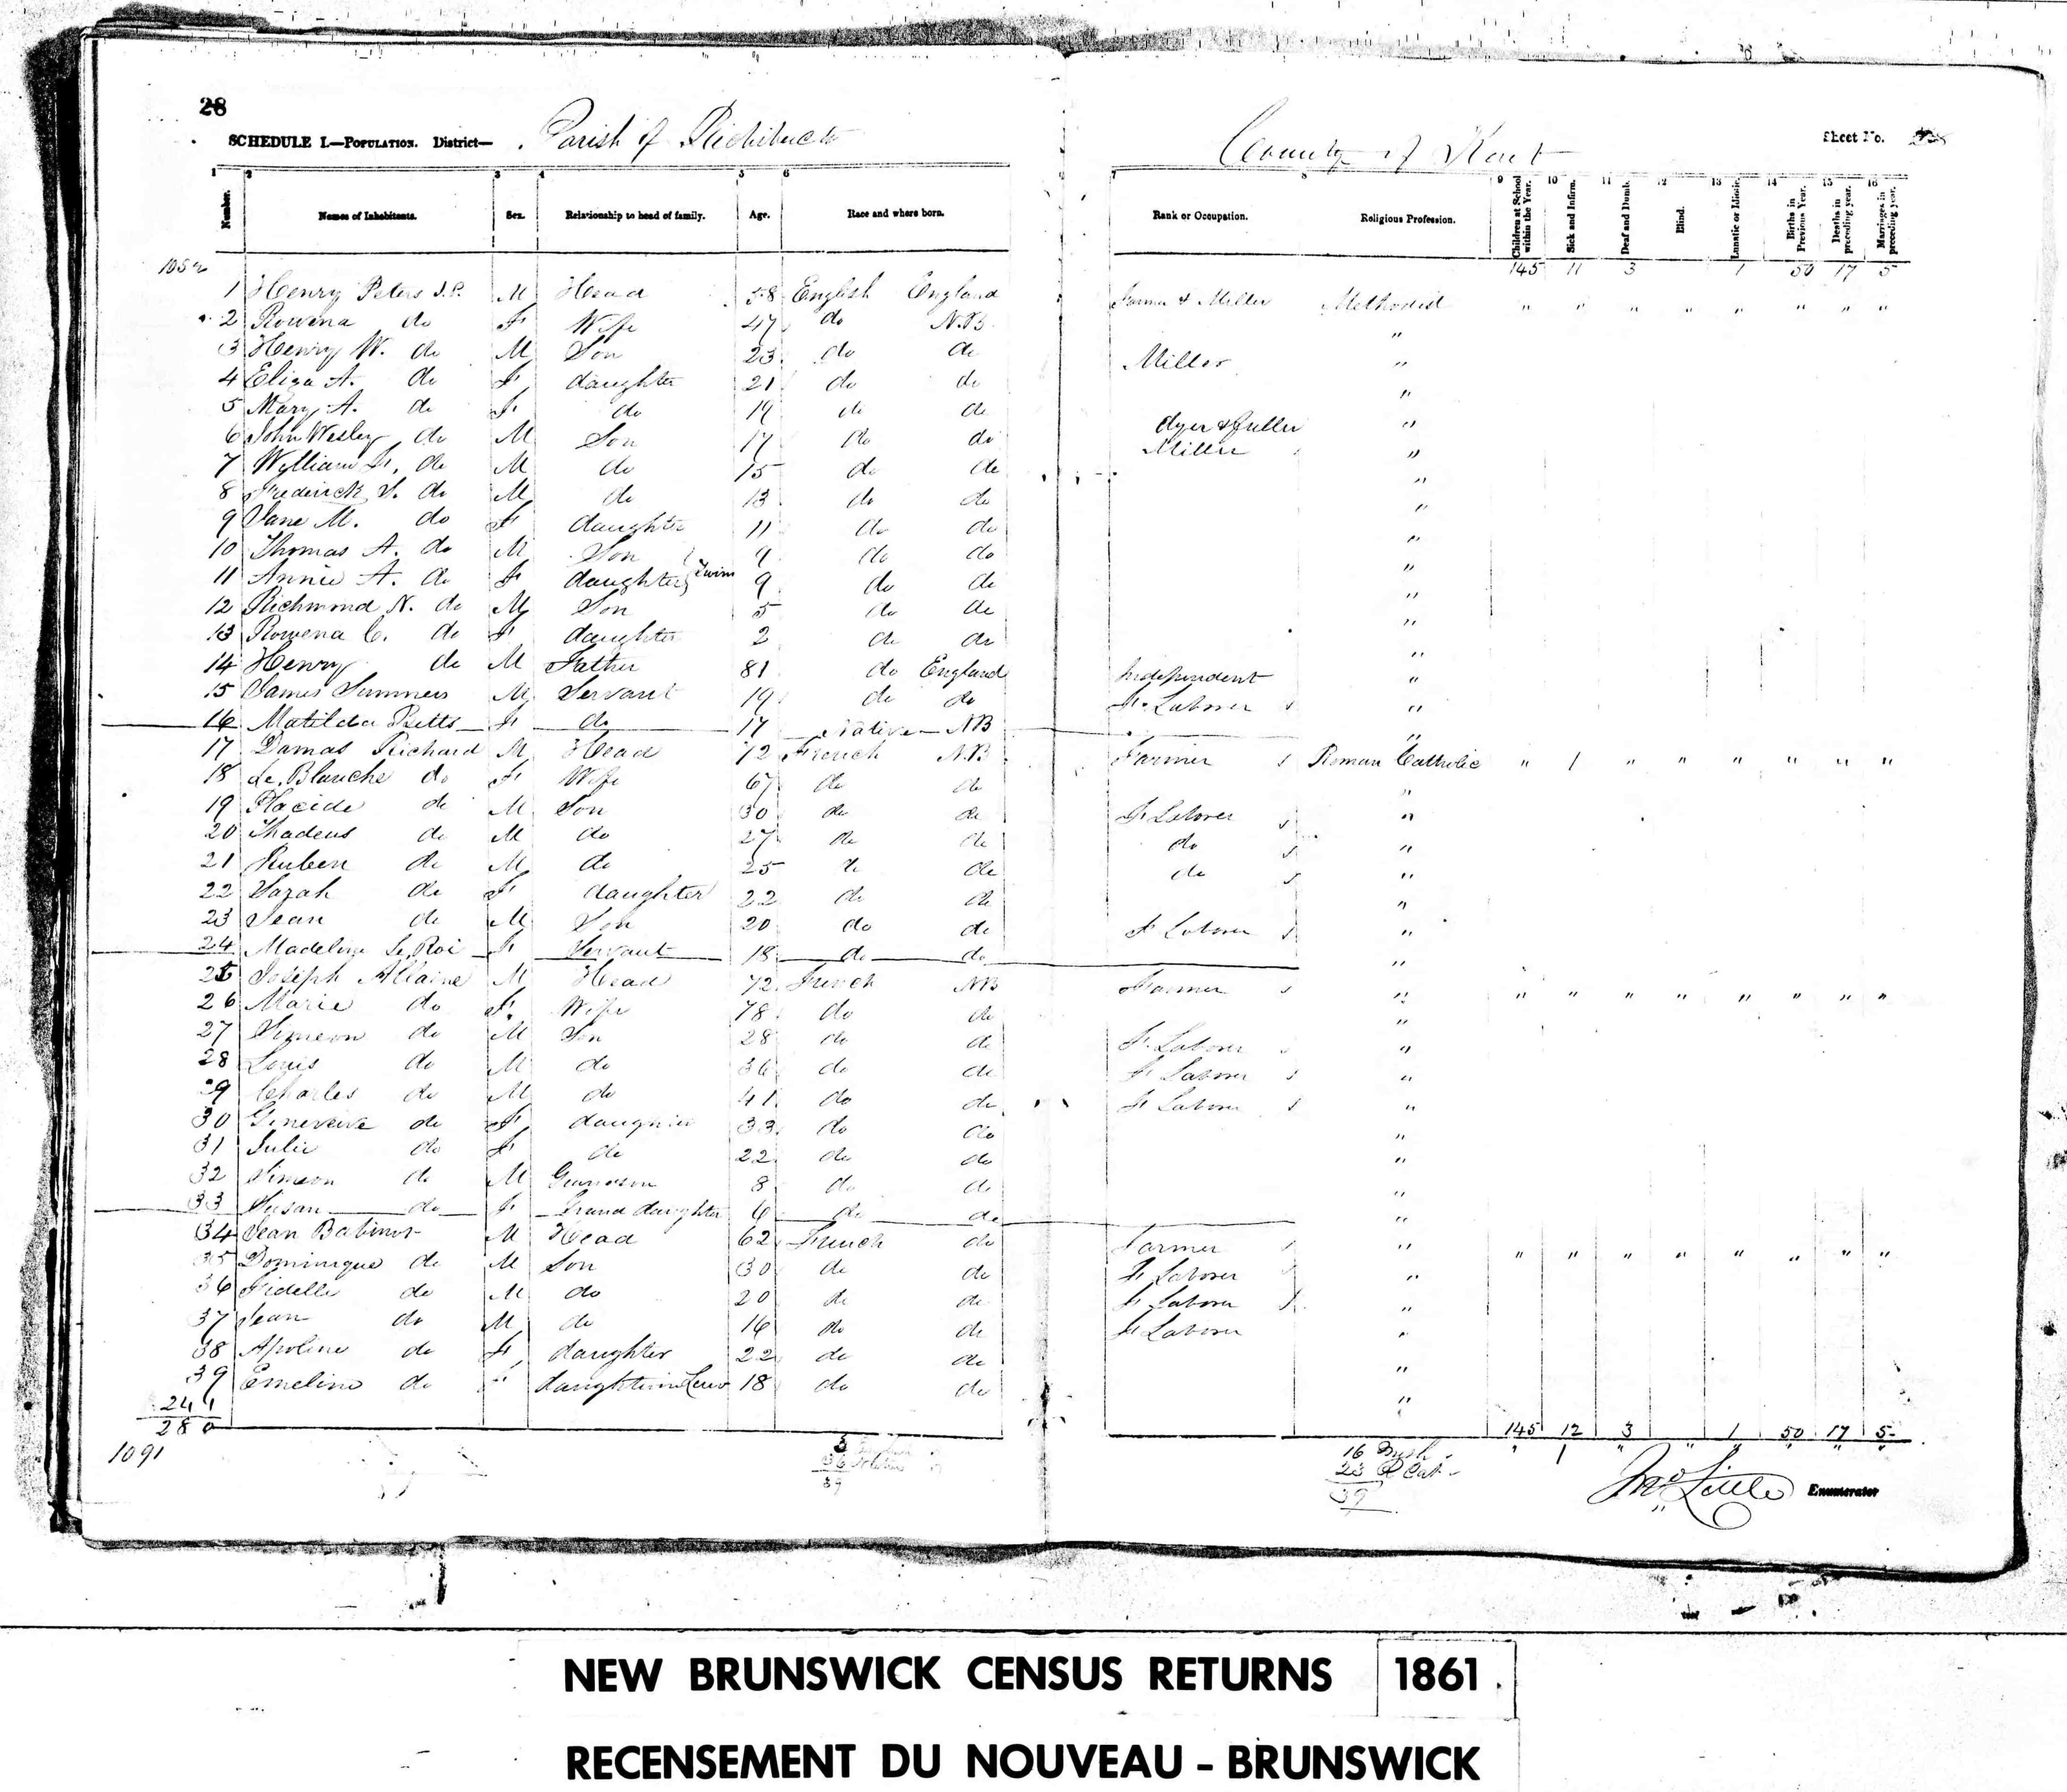 28
SCHEDULE I.—POPULATION. District— Parish of Richibucto County of Kent Sheet No. 28
1 2 3 4 5 6 7 8 9 10 11 12 13 14 15 16
Number. Names of Inhabitants. Sex. Relationship to head of family. Age. Race and where born. Rank or Occupation. Religious Profession. Children at School within the Year. Sick and Infirm. Deaf and Dumb. Blind. Lunatic or Idiotic. Births in Previous Year. Deaths in preceding year. Marriages in preceding year.
1052 145 11 3 1 50 17 5
1 Henry Peters J.P. M Head 58 English England Farmer & Miller Methodist " " " " " " " "
2 Rowena do F Wife 47 do N.B. "
3 Henry W. do M Son 23 do do Miller "
4 Eliza A. do F daughter 21 do do "
5 Mary A. do F do 19 do do "
6 John Wesley do M Son 17 do do dyer & fuller "
7 William F. do M do 15 do do Miller "
8 Frederick S. do M do 13 do do "
9 Jane M. do F daughter 11 do do "
10 Thomas A. do M Son 9 do do "
11 Annie A. do F daughter } Twins 9 do do "
12 Richmond N. do M Son 5 do do "
13 Rowena C. do F daughter 2 do do "
14 Henry do M Father 81 do England Independent "
15 James Summers M Servant 19 do do F. Laborer "
16 Matilda Betts F do 17 Native NB "
17 Damas Richard M Head 72 French N.B Farmer Roman Catholic " 1 " " " " " "
18 Le Blanche do F Wife 67 do do "
19 Placide do M Son 30 do do F Laborer "
20 Thadeus do M do 27 do do do "
21 Ruben do M do 25 do do do "
22 Sarah do F daughter 22 do do "
23 Jean do M Son 20 do do F Laborer "
24 Madeline Le Roi F Servant 18 do do "
25 Joseph Allaine M Head 72 French NB Farmer " " " " " " " " "
26 Marie do F. Wife 78 do do "
27 Simeon do M Son 28 do do F. Laborer "
28 Louis do M do 36 do do F Laborer "
29 Charles do M do 41 do do F Laborer "
30 Geneveive do F daughter 33 do do "
31 Julie do F do 22 do do "
32 Simeon do M Grandson 8 do do "
33 Susan do F Grand daughter 6 do do "
34 Jean Babinot M Head 62 French do Farmer " " " " " " " " "
35 Dominique do M Son 30 do do F Laborer "
36 Fidelle do M do 20 do do F Laborer "
37 Jean do M do 16 do do F Laborer "
38 Apoline do F daughter 22 do do "
39 Emeline do " daughter in Law 18 do do "
241
280 145 12 3 " 1 50 17 5
1091 3 36 39
16 Meth
23 R Cat
39
Jno Little Enumerator
NEW BRUNSWICK CENSUS RETURNS 1861
RECENSEMENT DU NOUVEAU - BRUNSWICK